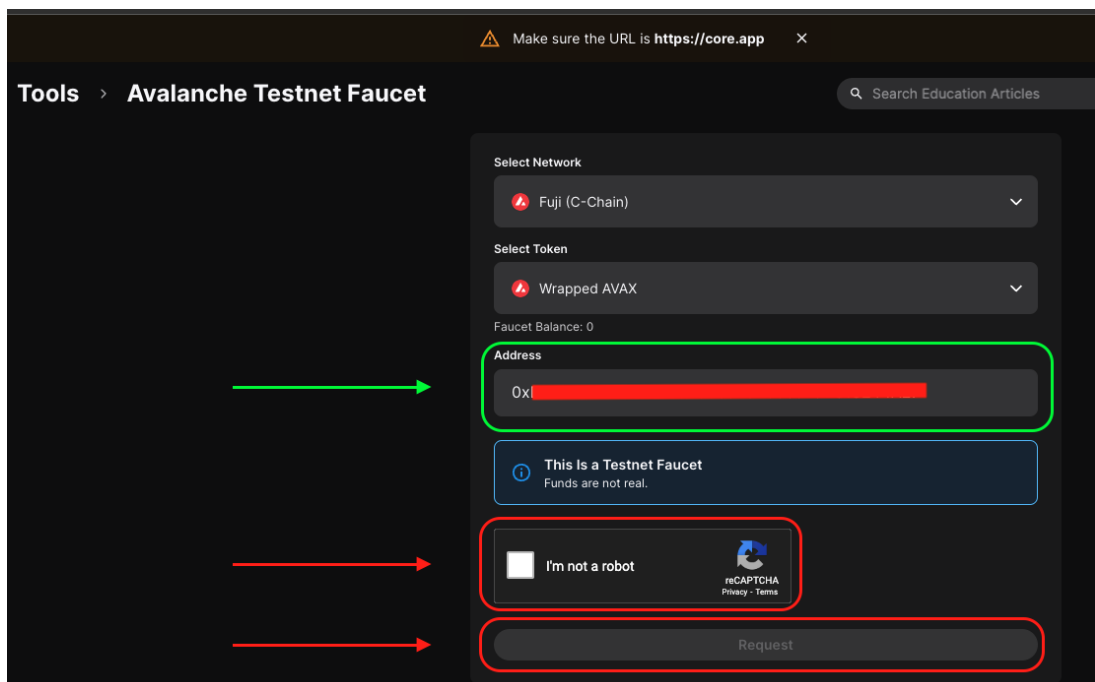 Make sure the URL is https://core.app
Tools > Avalanche Testnet Faucet
Search Education Articles
Select Network
Fuji (C-Chain)
Select Token
Wrapped AVAX
Faucet Balance: 0
Address
0x
This Is a Testnet Faucet
Funds are not real.
I'm not a robot
reCAPTCHA
Privacy - Terms
Request